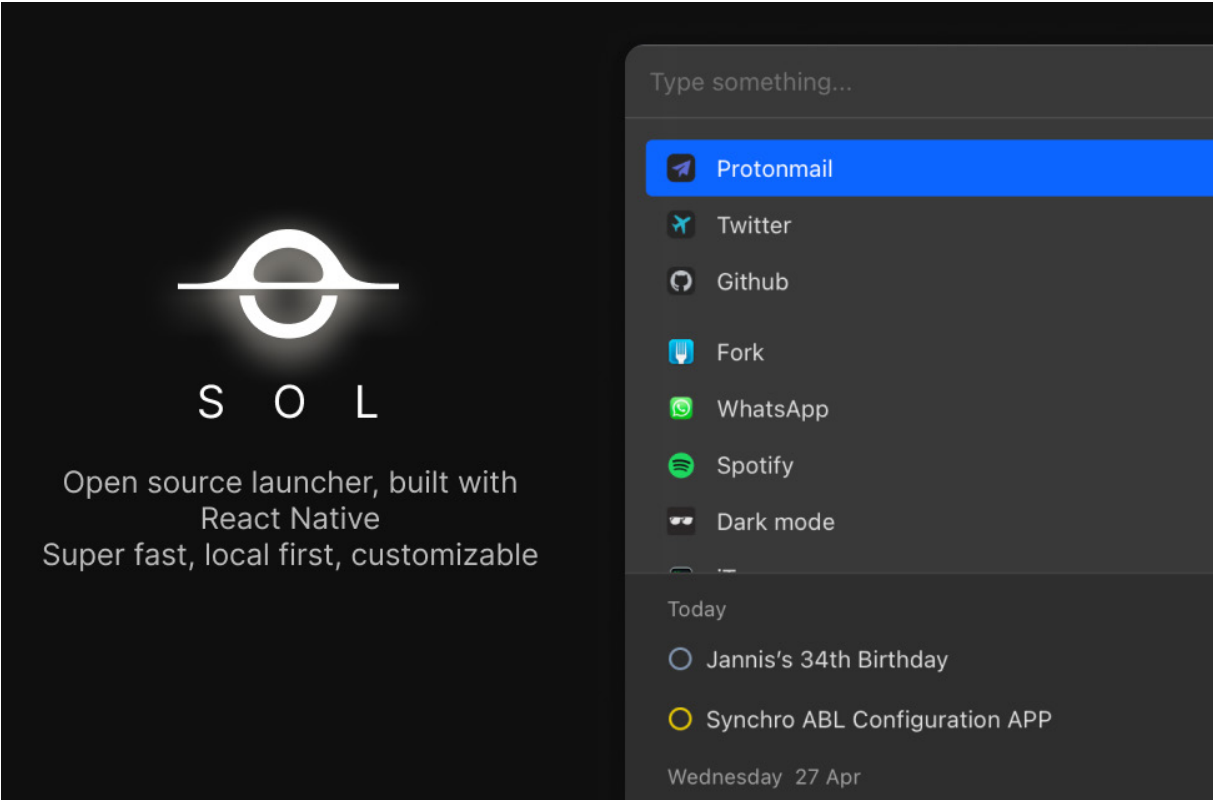 S O L
Open source launcher, built with
React Native
Super fast, local first, customizable
Type something...
Protonmail
Twitter
Github
Fork
WhatsApp
Spotify
Dark mode
Today
Jannis’s 34th Birthday
Synchro ABL Configuration APP
Wednesday 27 Apr